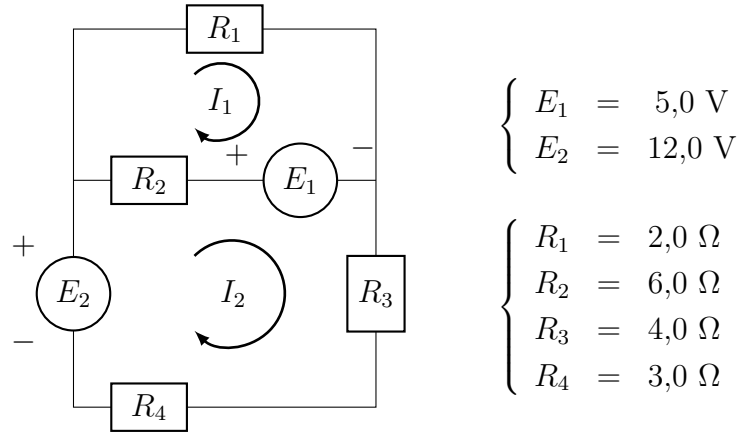 R₁
I₁
+ −
R₂ E₁
+
E₂ I₂ R₃
−
R₄
E₁ = 5,0 V
E₂ = 12,0 V
R₁ = 2,0 Ω
R₂ = 6,0 Ω
R₃ = 4,0 Ω
R₄ = 3,0 Ω